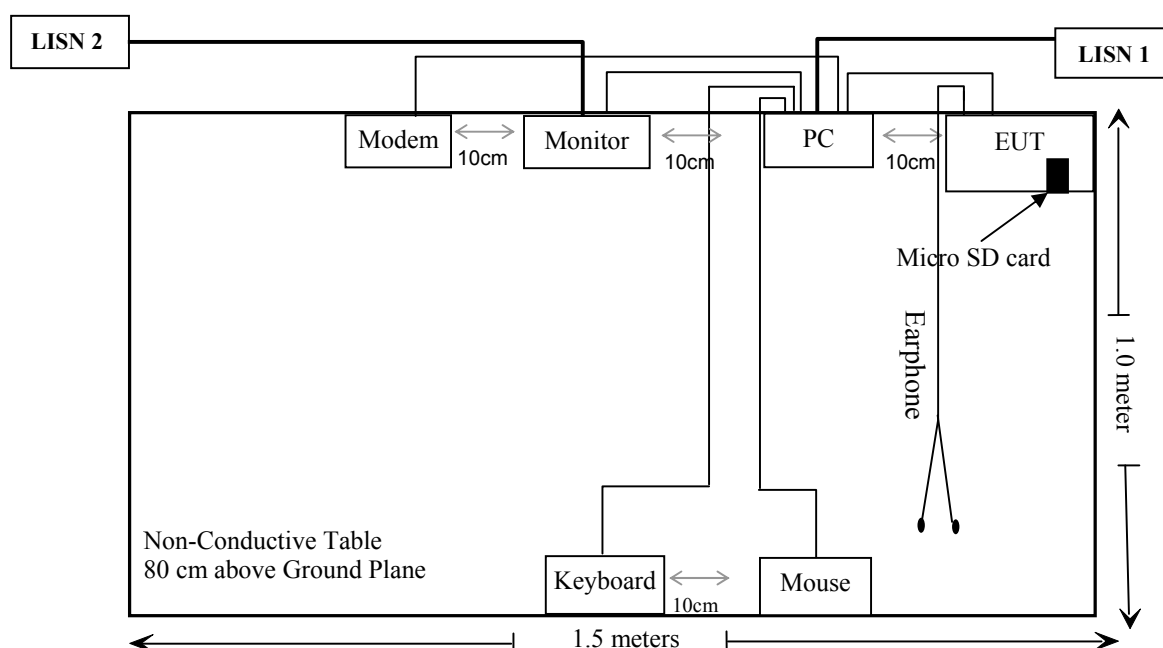 LISN 2
LISN 1
Modem
10cm
Monitor
10cm
PC
10cm
EUT
Micro SD card
Earphone
1.0 meter
Non-Conductive Table
80 cm above Ground Plane
Keyboard
10cm
Mouse
1.5 meters